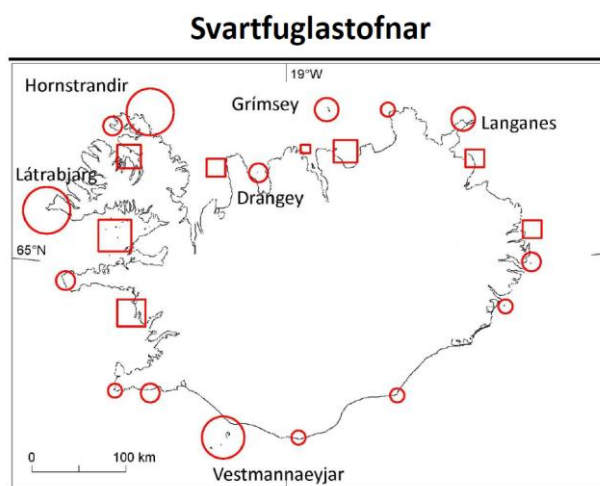 Svartfuglastofnar
19°W
Hornstrandir
Grímsey
Langanes
Látrabjarg
Drangey
65°N
0 100 km
Vestmannaeyjar